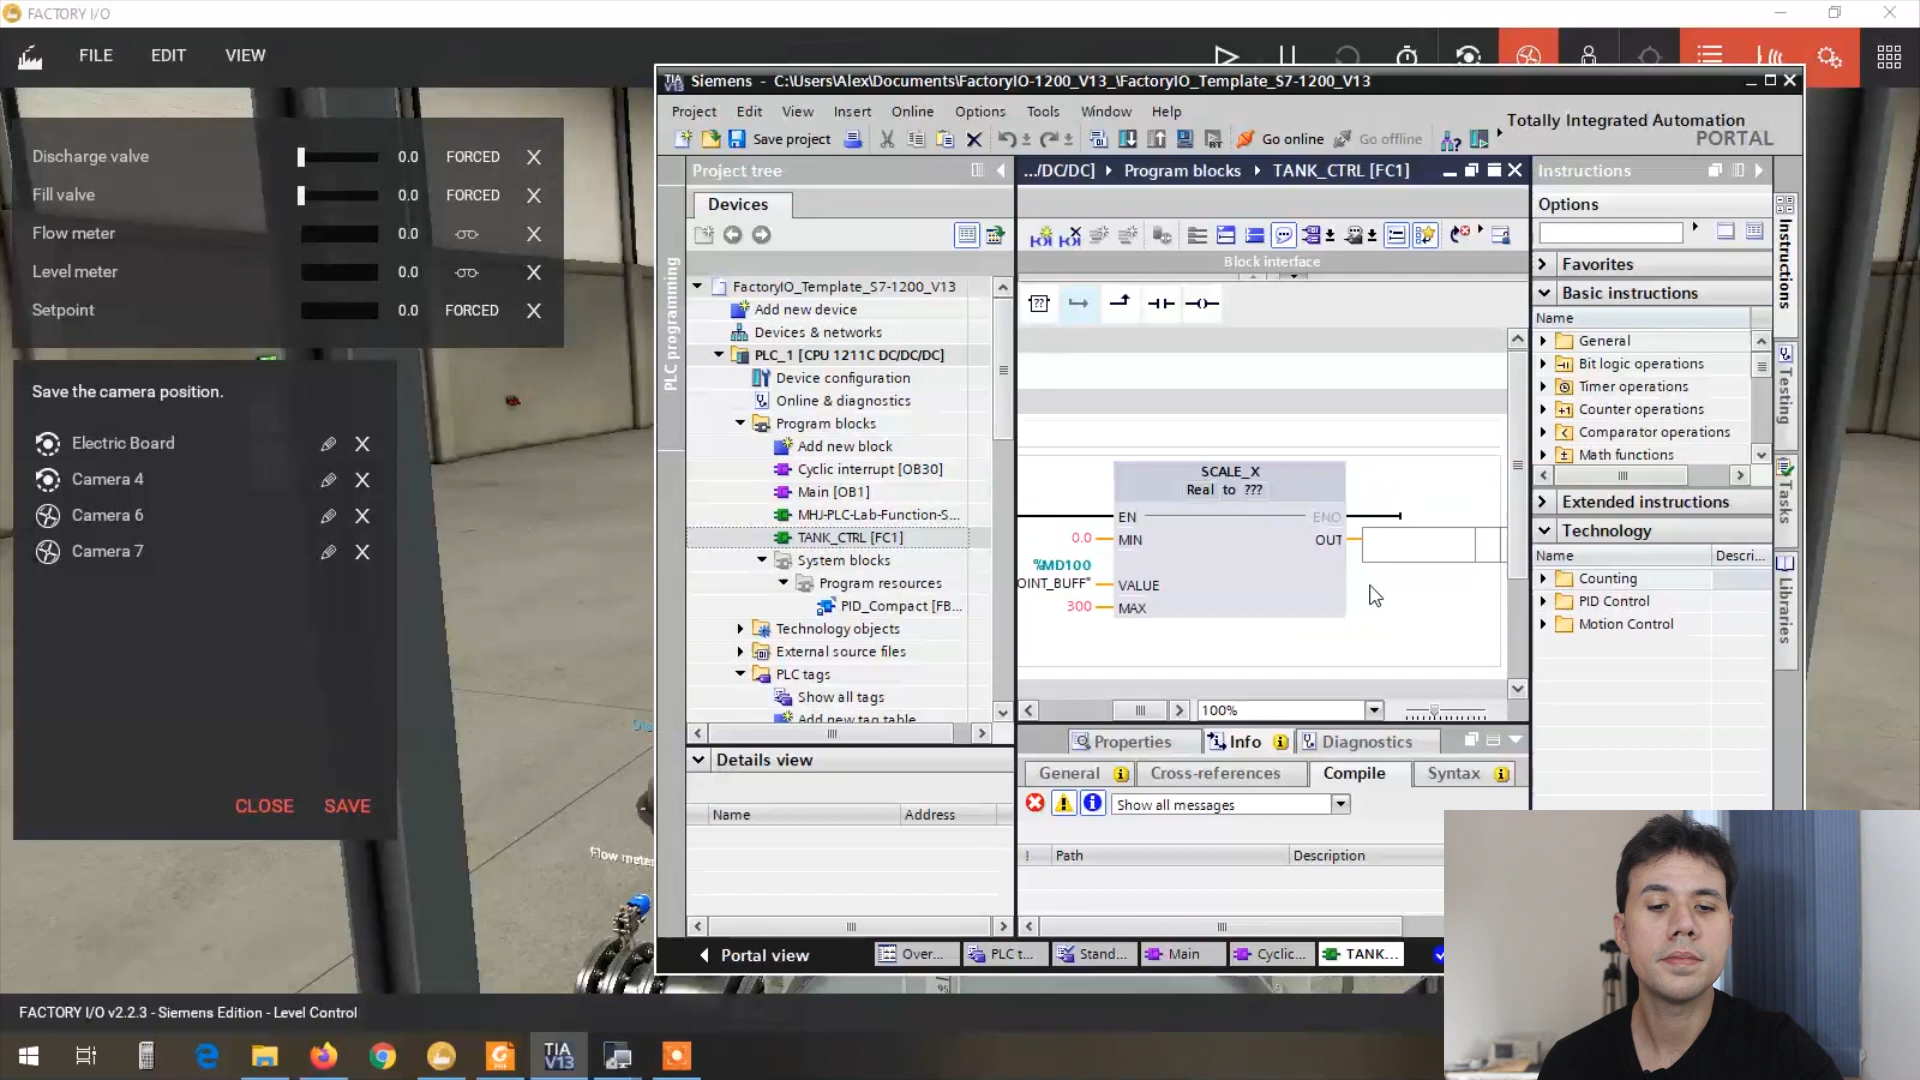 FACTORY I/O
FILE EDIT VIEW
Discharge valve 0.0 FORCED X
Fill valve 0.0 FORCED X
Flow meter 0.0 X
Level meter 0.0 X
Setpoint 0.0 FORCED X
Save the camera position.
Electric Board X
Camera 4 X
Camera 6 X
Camera 7 X
CLOSE SAVE
Flow meter
95
FACTORY I/O v2.2.3 - Siemens Edition - Level Control
TIA V13
Siemens - C:\Users\Alex\Documents\FactoryIO-1200_V13_\FactoryIO_Template_S7-1200_V13
Project Edit View Insert Online Options Tools Window Help
Totally Integrated Automation
PORTAL
Save project Go online Go offline
Project tree
Devices
PLC programming
FactoryIO_Template_S7-1200_V13
Add new device
Devices & networks
PLC_1 [CPU 1211C DC/DC/DC]
Device configuration
Online & diagnostics
Program blocks
Add new block
Cyclic interrupt [OB30]
Main [OB1]
MHJ-PLC-Lab-Function-S...
TANK_CTRL [FC1]
System blocks
Program resources
PID_Compact [FB...
Technology objects
External source files
PLC tags
Show all tags
Add new tag table
Details view
Name Address
.../DC/DC] Program blocks TANK_CTRL [FC1]
Block interface
??
SCALE_X
Real to ???
EN ENO
0.0 MIN OUT
%MD100
OINT_BUFF" VALUE
300 MAX
100%
Properties Info Diagnostics
General Cross-references Compile Syntax
Show all messages
! Path Description
Instructions
Options
Favorites
Basic instructions
Name
General
Bit logic operations
Timer operations
Counter operations
Comparator operations
Math functions
Extended instructions
Technology
Name Descri...
Counting
PID Control
Motion Control
Instructions
Testing
Tasks
Libraries
Portal view Over... PLC t... Stand... Main Cyclic... TANK...
TIA
V13